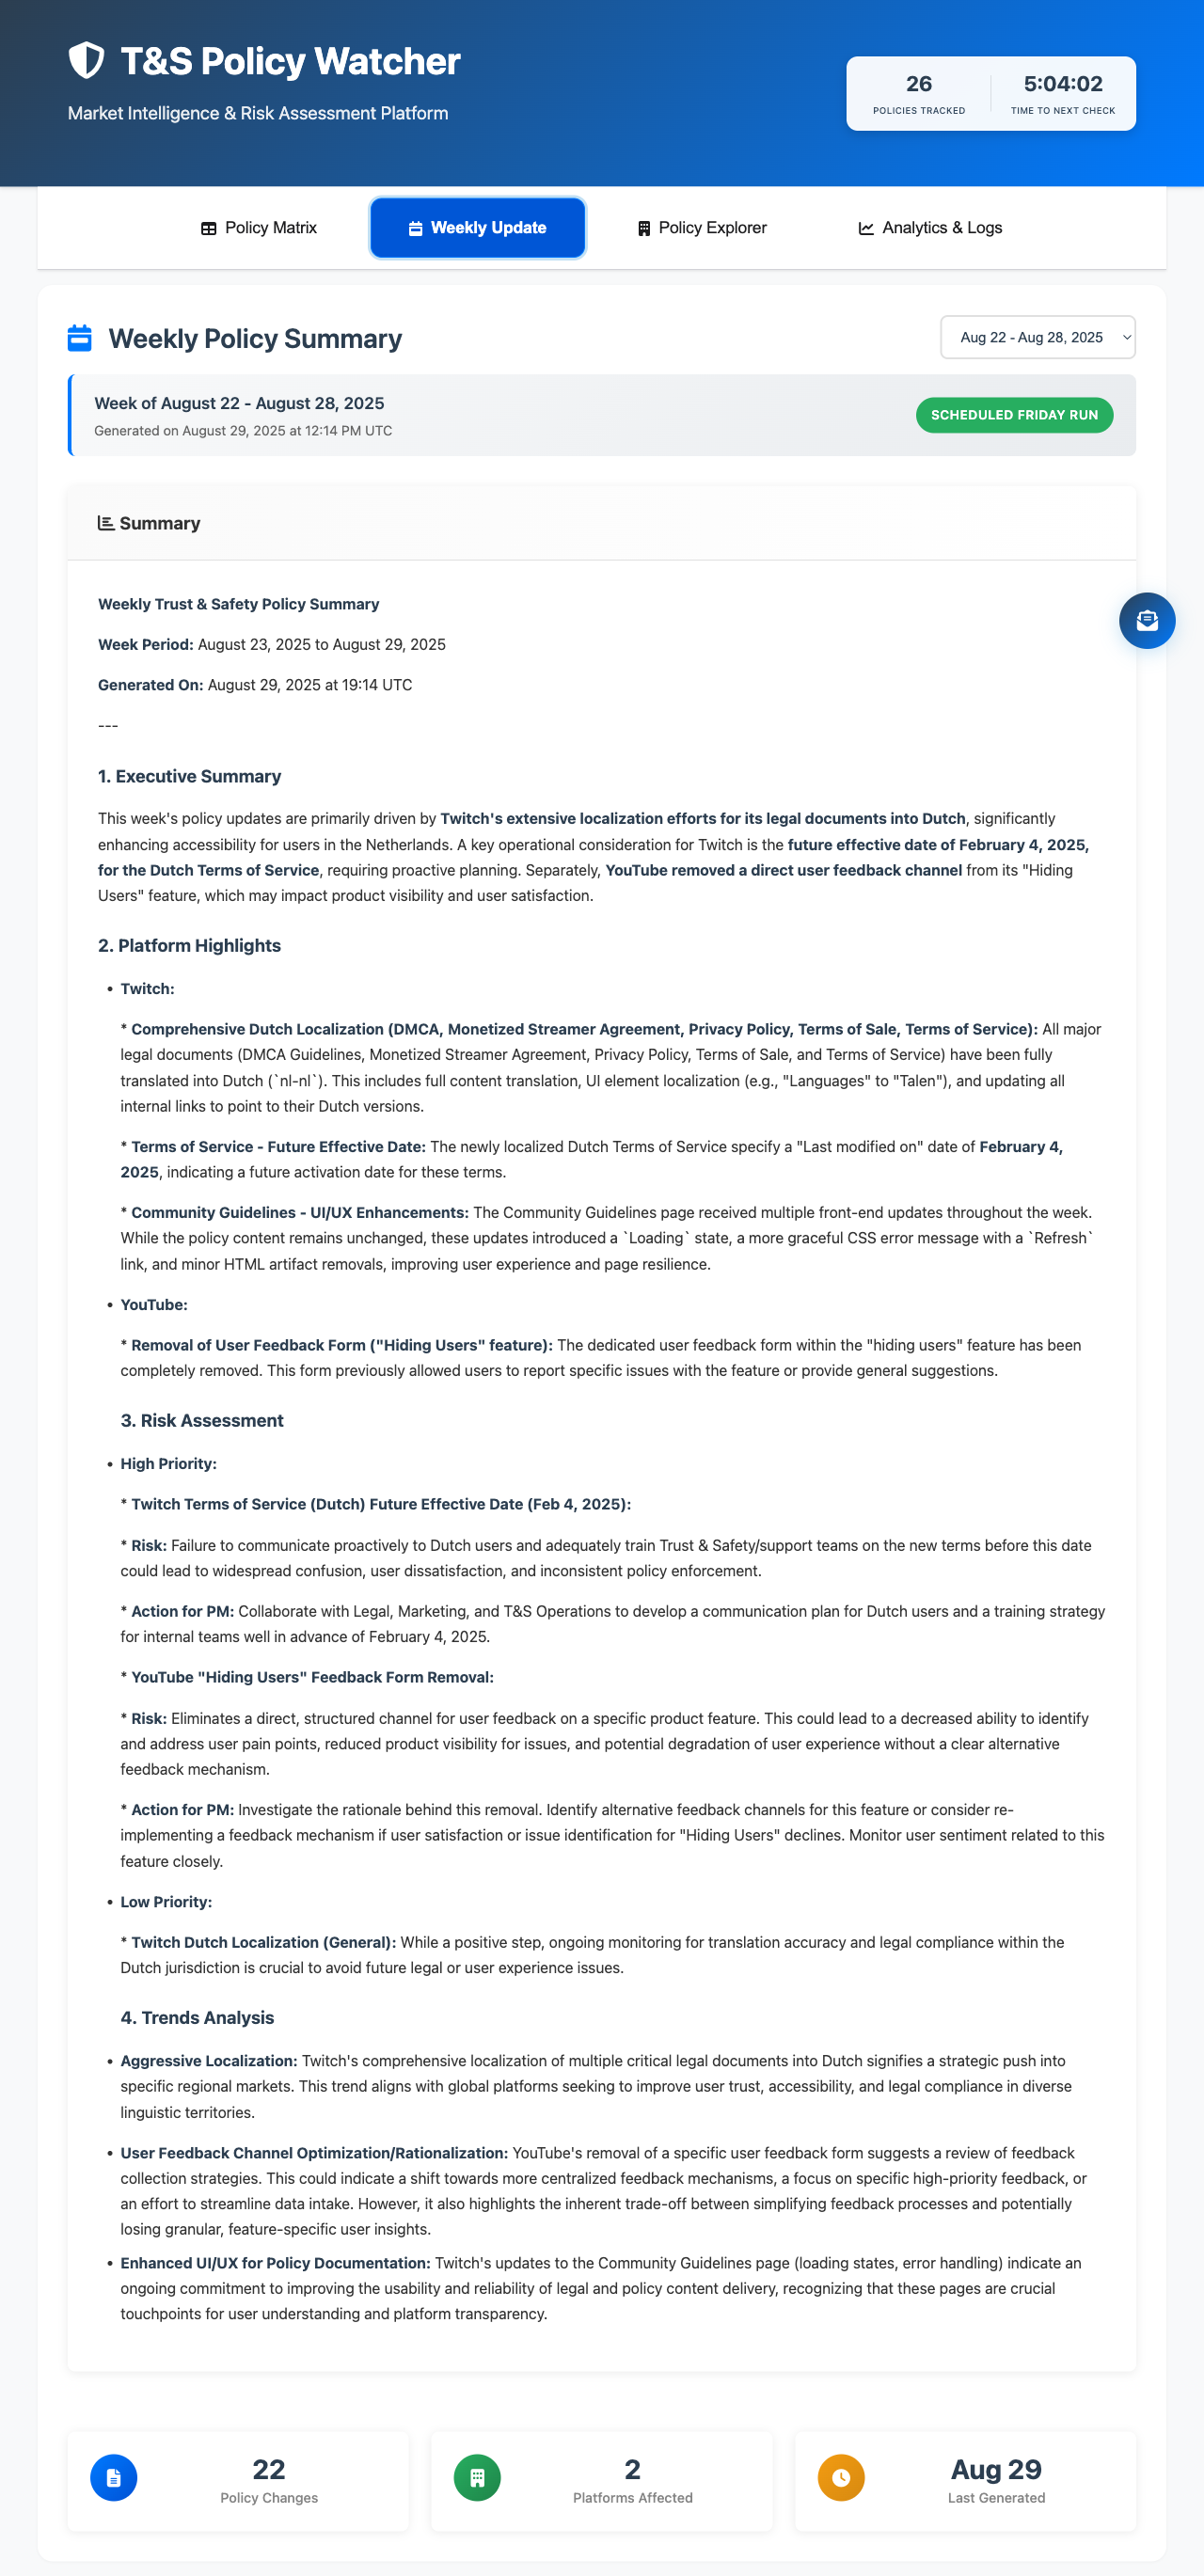 T&S Policy Watcher
Market Intelligence & Risk Assessment Platform
26
POLICIES TRACKED
5:04:02
TIME TO NEXT CHECK
Policy Matrix
Weekly Update
Policy Explorer
Analytics & Logs
Weekly Policy Summary
Aug 22 - Aug 28, 2025
Week of August 22 - August 28, 2025
Generated on August 29, 2025 at 12:14 PM UTC
SCHEDULED FRIDAY RUN
Summary
Weekly Trust & Safety Policy Summary
Week Period: August 23, 2025 to August 29, 2025
Generated On: August 29, 2025 at 19:14 UTC
---
1. Executive Summary
This week's policy updates are primarily driven by Twitch's extensive localization efforts for its legal documents into Dutch, significantly
enhancing accessibility for users in the Netherlands. A key operational consideration for Twitch is the future effective date of February 4, 2025,
for the Dutch Terms of Service, requiring proactive planning. Separately, YouTube removed a direct user feedback channel from its "Hiding
Users" feature, which may impact product visibility and user satisfaction.
2. Platform Highlights
• Twitch:
* Comprehensive Dutch Localization (DMCA, Monetized Streamer Agreement, Privacy Policy, Terms of Sale, Terms of Service): All major
legal documents (DMCA Guidelines, Monetized Streamer Agreement, Privacy Policy, Terms of Sale, and Terms of Service) have been fully
translated into Dutch (`nl-nl`). This includes full content translation, UI element localization (e.g., "Languages" to "Talen"), and updating all
internal links to point to their Dutch versions.
* Terms of Service - Future Effective Date: The newly localized Dutch Terms of Service specify a "Last modified on" date of February 4,
2025, indicating a future activation date for these terms.
* Community Guidelines - UI/UX Enhancements: The Community Guidelines page received multiple front-end updates throughout the week.
While the policy content remains unchanged, these updates introduced a `Loading` state, a more graceful CSS error message with a `Refresh`
link, and minor HTML artifact removals, improving user experience and page resilience.
• YouTube:
* Removal of User Feedback Form ("Hiding Users" feature): The dedicated user feedback form within the "hiding users" feature has been
completely removed. This form previously allowed users to report specific issues with the feature or provide general suggestions.
3. Risk Assessment
• High Priority:
* Twitch Terms of Service (Dutch) Future Effective Date (Feb 4, 2025):
* Risk: Failure to communicate proactively to Dutch users and adequately train Trust & Safety/support teams on the new terms before this date
could lead to widespread confusion, user dissatisfaction, and inconsistent policy enforcement.
* Action for PM: Collaborate with Legal, Marketing, and T&S Operations to develop a communication plan for Dutch users and a training strategy
for internal teams well in advance of February 4, 2025.
* YouTube "Hiding Users" Feedback Form Removal:
* Risk: Eliminates a direct, structured channel for user feedback on a specific product feature. This could lead to a decreased ability to identify
and address user pain points, reduced product visibility for issues, and potential degradation of user experience without a clear alternative
feedback mechanism.
* Action for PM: Investigate the rationale behind this removal. Identify alternative feedback channels for this feature or consider re-
implementing a feedback mechanism if user satisfaction or issue identification for "Hiding Users" declines. Monitor user sentiment related to this
feature closely.
• Low Priority:
* Twitch Dutch Localization (General): While a positive step, ongoing monitoring for translation accuracy and legal compliance within the
Dutch jurisdiction is crucial to avoid future legal or user experience issues.
4. Trends Analysis
• Aggressive Localization: Twitch's comprehensive localization of multiple critical legal documents into Dutch signifies a strategic push into
specific regional markets. This trend aligns with global platforms seeking to improve user trust, accessibility, and legal compliance in diverse
linguistic territories.
• User Feedback Channel Optimization/Rationalization: YouTube's removal of a specific user feedback form suggests a review of feedback
collection strategies. This could indicate a shift towards more centralized feedback mechanisms, a focus on specific high-priority feedback, or
an effort to streamline data intake. However, it also highlights the inherent trade-off between simplifying feedback processes and potentially
losing granular, feature-specific user insights.
• Enhanced UI/UX for Policy Documentation: Twitch's updates to the Community Guidelines page (loading states, error handling) indicate an
ongoing commitment to improving the usability and reliability of legal and policy content delivery, recognizing that these pages are crucial
touchpoints for user understanding and platform transparency.
22
Policy Changes
2
Platforms Affected
Aug 29
Last Generated